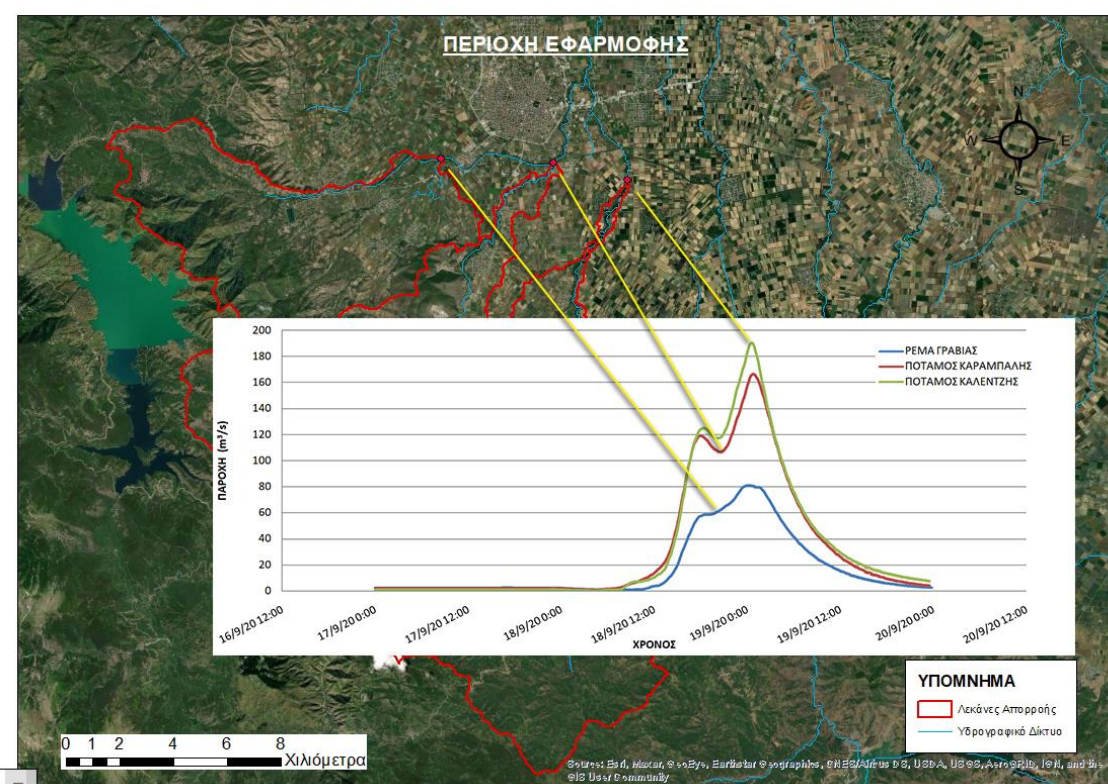 ΠΕΡΙΟΧΗ ΕΦΑΡΜΟΦΗΣ
N
W
E
S
200
180
160
140
120
100
80
60
40
20
0
ΠΑΡΟΧΗ (m³/s)
ΡΕΜΑ ΓΡΑΒΙΑΣ
ΠΟΤΑΜΟΣ ΚΑΡΑΜΠΑΛΗΣ
ΠΟΤΑΜΟΣ ΚΑΛΕΝΤΖΗΣ
16/9/20 12:00
17/9/20 0:00
17/9/20 12:00
18/9/20 0:00
18/9/20 12:00
19/9/20 0:00
19/9/20 12:00
20/9/20 0:00
20/9/20 12:00
ΧΡΟΝΟΣ
ΥΠΟΜΝΗΜΑ
Λεκάνες Απορροής
Υδρογραφικό Δίκτυο
0 1 2 4 6 8
Χιλιόμετρα
Source: Esri, Maxar, GeoEye, Earthstar Geographics, CNES/Airbus DS, USDA, USGS, AeroGRID, IGN, and the
GIS User Community